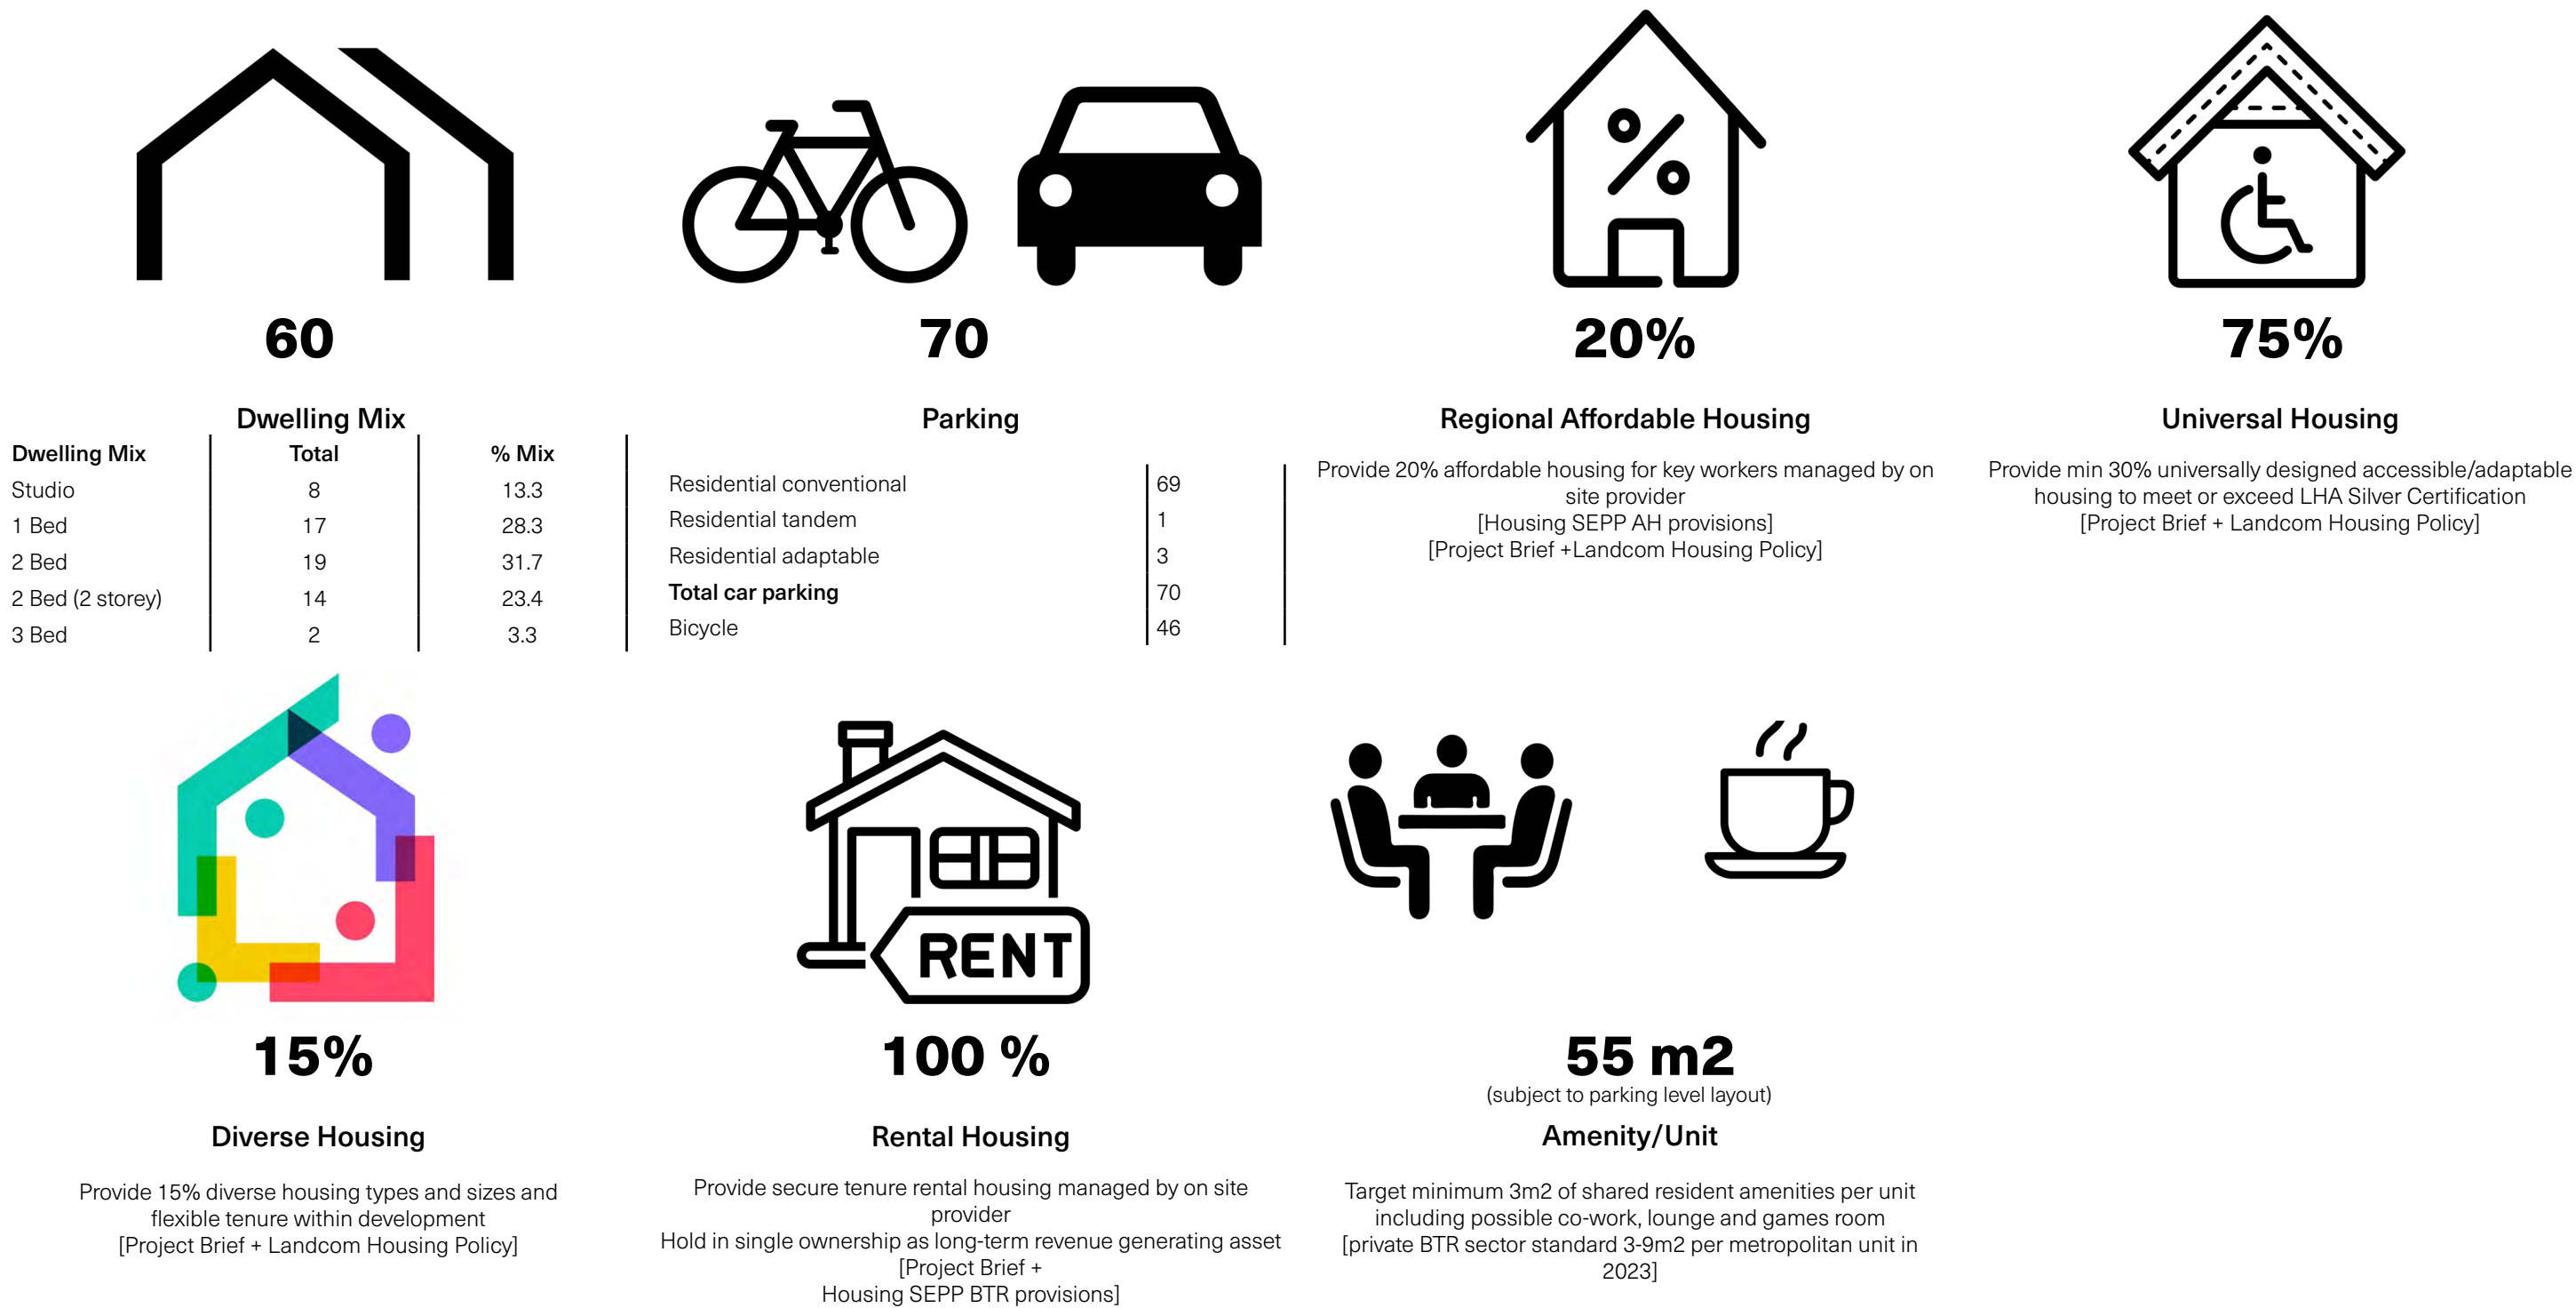 60
Dwelling Mix
Dwelling Mix Total % Mix
Studio 8 13.3
1 Bed 17 28.3
2 Bed 19 31.7
2 Bed (2 storey) 14 23.4
3 Bed 2 3.3
70
Parking
Residential conventional 69
Residential tandem 1
Residential adaptable 3
Total car parking 70
Bicycle 46
20%
Regional Affordable Housing
Provide 20% affordable housing for key workers managed by on
site provider
[Housing SEPP AH provisions]
[Project Brief +Landcom Housing Policy]
75%
Universal Housing
Provide min 30% universally designed accessible/adaptable
housing to meet or exceed LHA Silver Certification
[Project Brief + Landcom Housing Policy]
15%
Diverse Housing
Provide 15% diverse housing types and sizes and
flexible tenure within development
[Project Brief + Landcom Housing Policy]
RENT
100 %
Rental Housing
Provide secure tenure rental housing managed by on site
provider
Hold in single ownership as long-term revenue generating asset
[Project Brief +
Housing SEPP BTR provisions]
55 m2
(subject to parking level layout)
Amenity/Unit
Target minimum 3m2 of shared resident amenities per unit
including possible co-work, lounge and games room
[private BTR sector standard 3-9m2 per metropolitan unit in
2023]